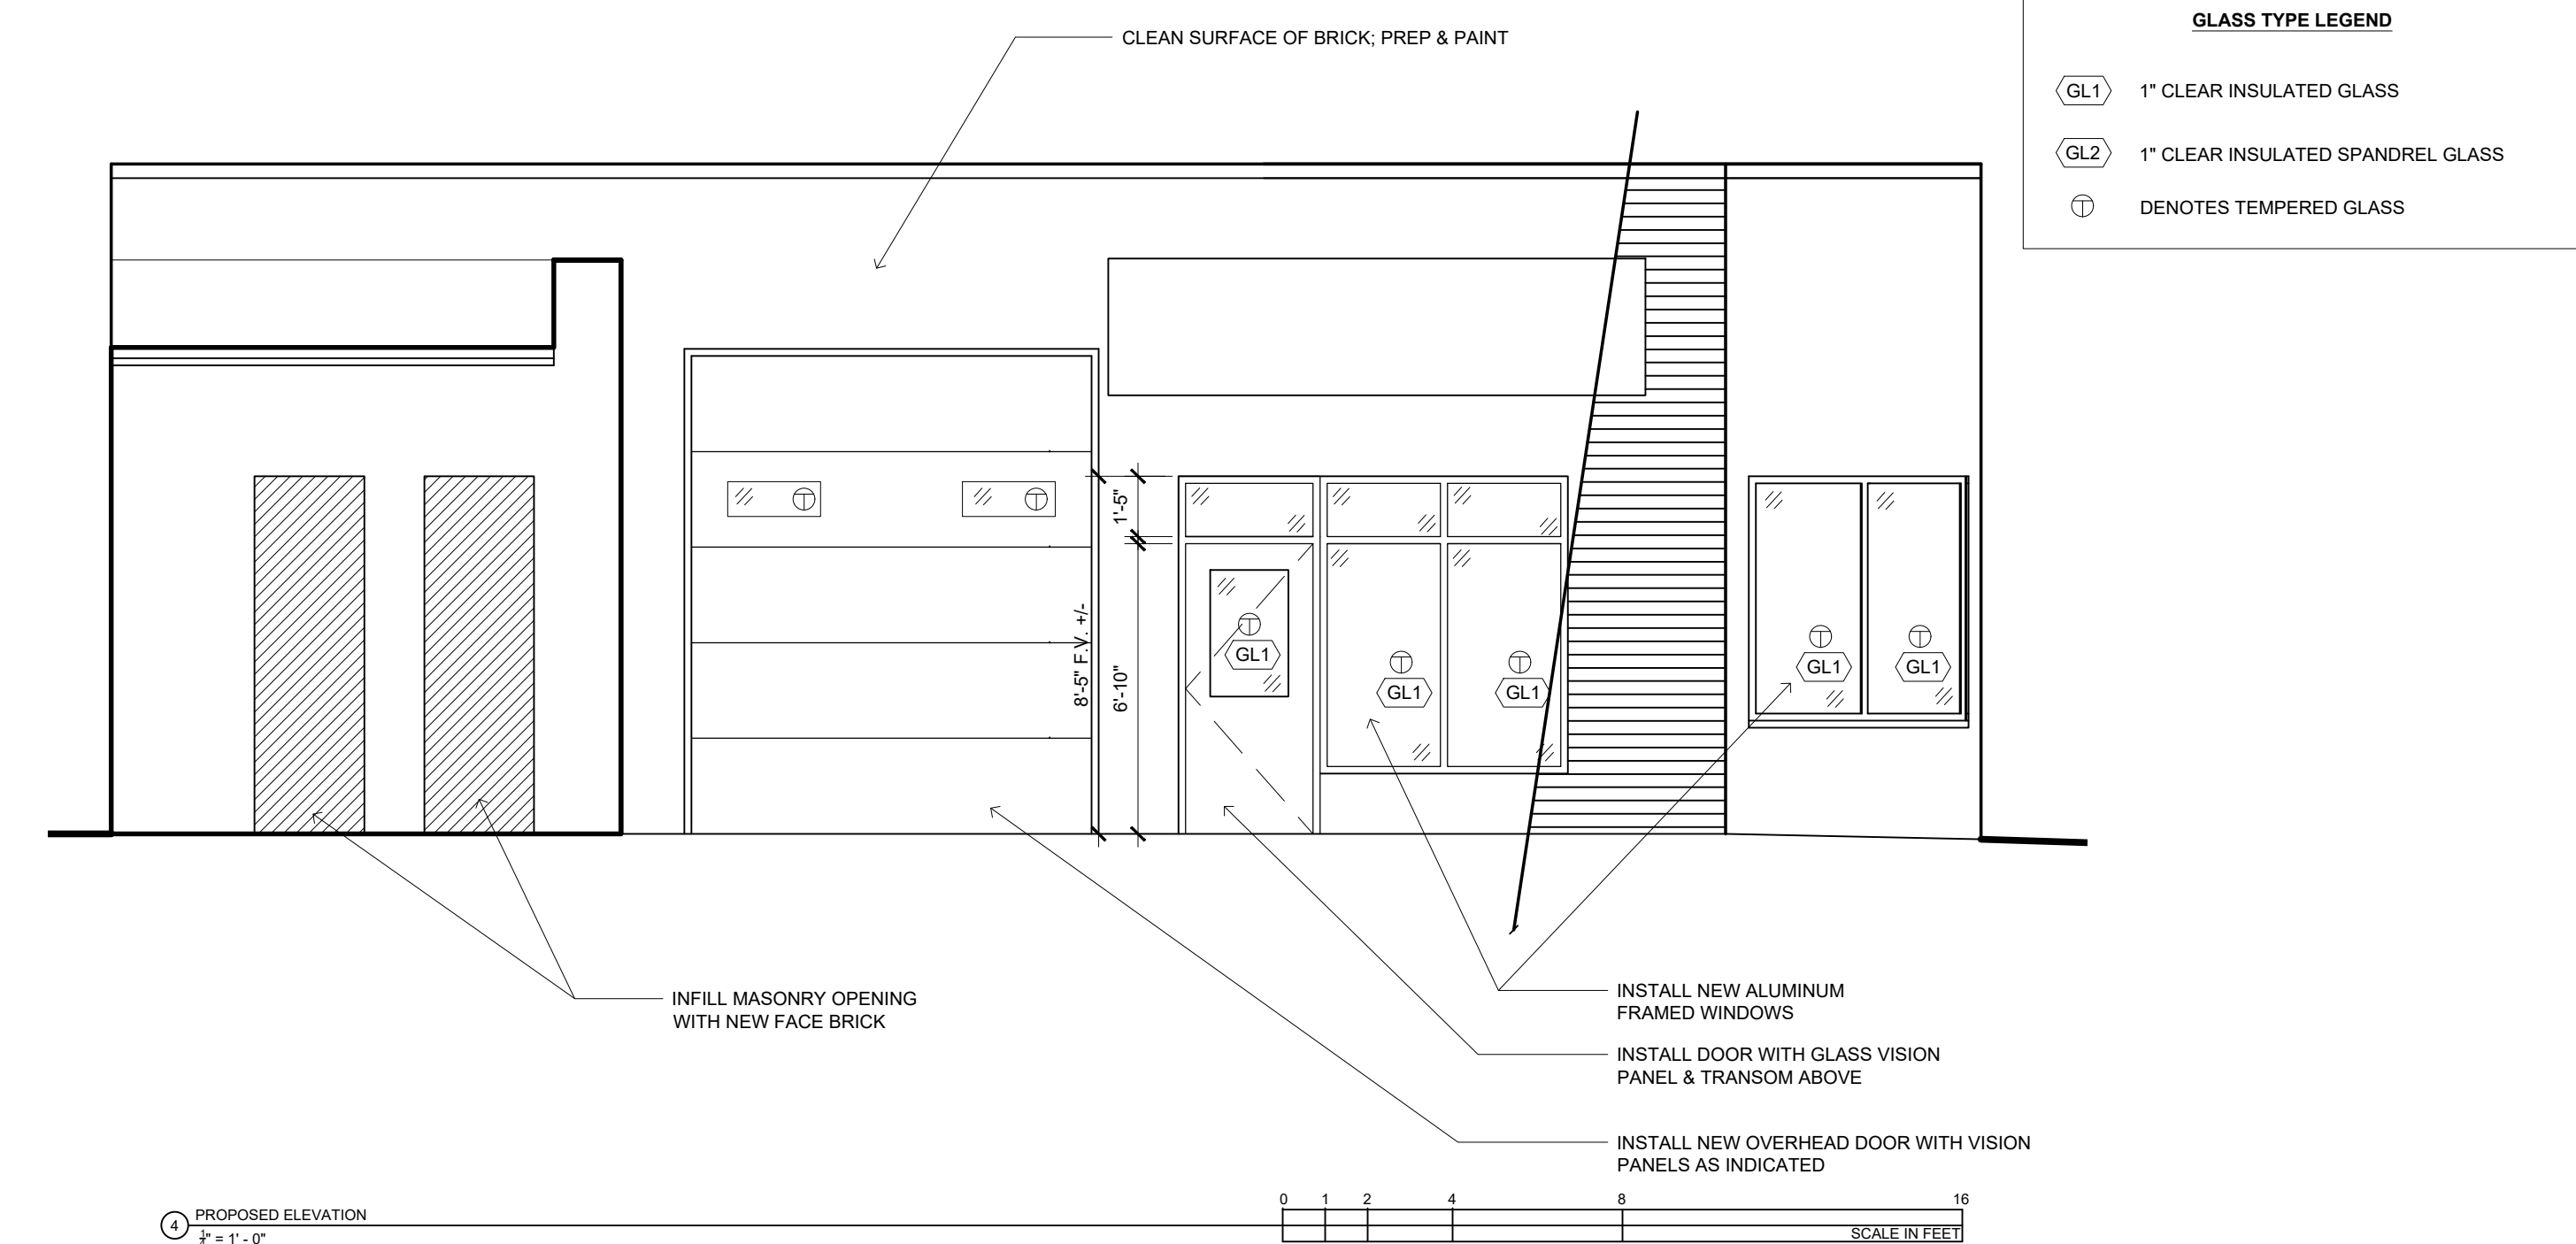 GLASS TYPE LEGEND
GL1 1" CLEAR INSULATED GLASS
GL2 1" CLEAR INSULATED SPANDREL GLASS
T DENOTES TEMPERED GLASS
CLEAN SURFACE OF BRICK; PREP & PAINT
T
T
1'-5"
8'-5" F.V. +/-
6'-10"
T
GL1
T
GL1
T
GL1
T
GL1
T
GL1
INFILL MASONRY OPENING
WITH NEW FACE BRICK
INSTALL NEW ALUMINUM
FRAMED WINDOWS
INSTALL DOOR WITH GLASS VISION
PANEL & TRANSOM ABOVE
INSTALL NEW OVERHEAD DOOR WITH VISION
PANELS AS INDICATED
4 PROPOSED ELEVATION
1/4" = 1' - 0"
0 1 2 4 8 16
SCALE IN FEET